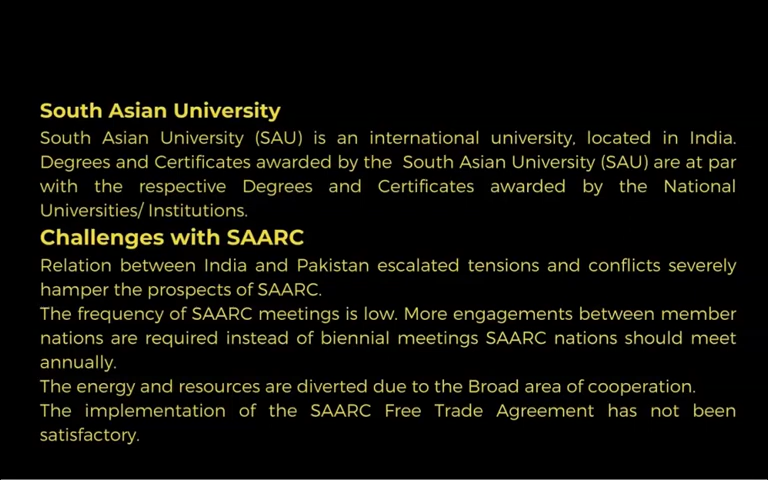 South Asian University
South Asian University (SAU) is an international university, located in India.
Degrees and Certificates awarded by the South Asian University (SAU) are at par
with the respective Degrees and Certificates awarded by the National
Universities/ Institutions.
Challenges with SAARC
Relation between India and Pakistan escalated tensions and conflicts severely
hamper the prospects of SAARC.
The frequency of SAARC meetings is low. More engagements between member
nations are required instead of biennial meetings SAARC nations should meet
annually.
The energy and resources are diverted due to the Broad area of cooperation.
The implementation of the SAARC Free Trade Agreement has not been
satisfactory.